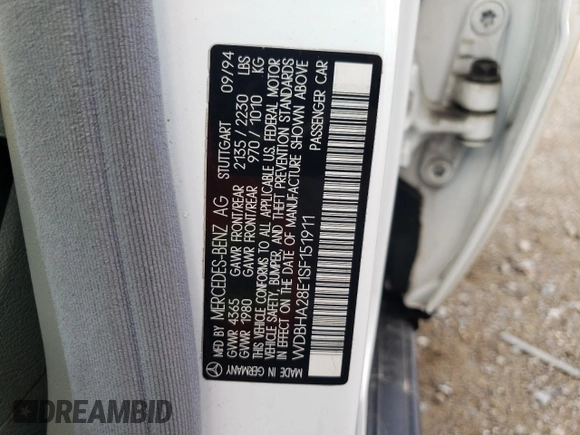 MFD BY MERCEDES-BENZ AG STUTTGART 09/94
GVWR 4365 GAWR FRONT/REAR 2135/2230 LBS
GVWR 1980 GAWR FRONT/REAR 970/1010 KG
THIS VEHICLE CONFORMS TO ALL APPLICABLE U.S. FEDERAL MOTOR
VEHICLE SAFETY, BUMPER, AND THEFT PREVENTION STANDARDS
IN EFFECT ON THE DATE OF MANUFACTURE SHOWN ABOVE
WDBHA28E1SF151911 PASSENGER CAR
MADE IN GERMANY
DREAMBID